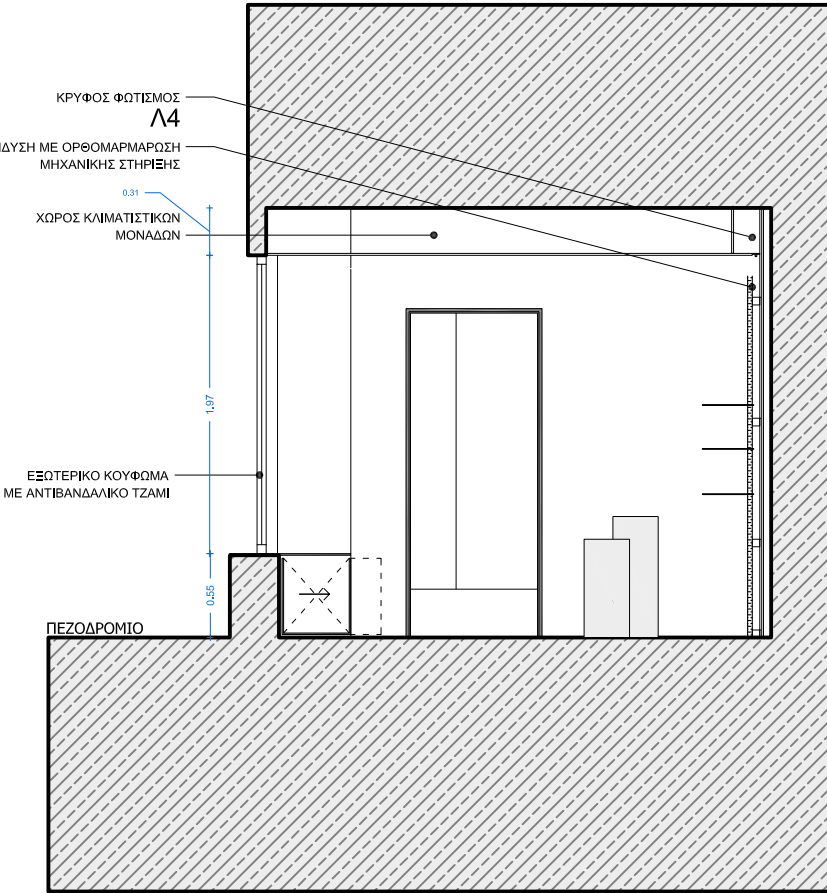 ΚΡΥΦΟΣ ΦΩΤΙΣΜΟΣ
Λ4
ΜΕ ΟΡΘΟΜΑΡΜΑΡΩΣΗ
ΜΗΧΑΝΙΚΗΣ ΣΤΗΡΙΞΗΣ
0.31
ΧΩΡΟΣ ΚΛΙΜΑΤΙΣΤΙΚΩΝ
ΜΟΝΑΔΩΝ
1.97
ΕΞΩΤΕΡΙΚΟ ΚΟΥΦΩΜΑ
ΜΕ ΑΝΤΙΒΑΝΔΑΛΙΚΟ ΤΖΑΜΙ
0.55
ΠΕΖΟΔΡΟΜΙΟ